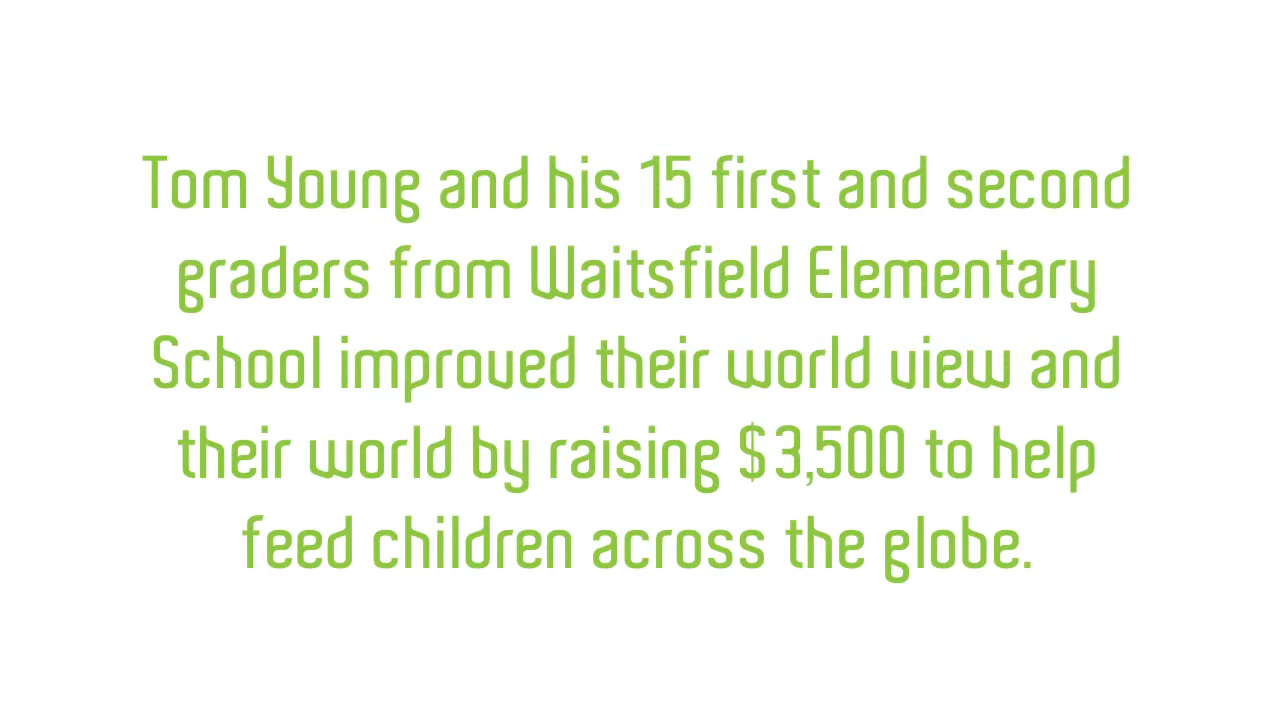 Tom Young and his 15 first and second
graders from Waitsfield Elementary
School improved their world view and
their world by raising $3,500 to help
feed children across the globe.